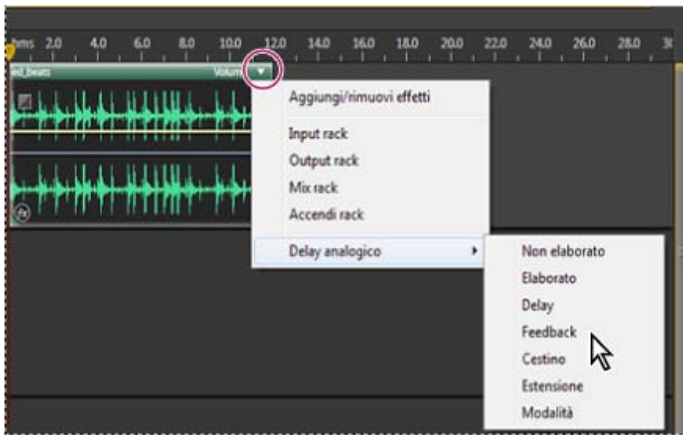 hms 2.0 4.0 6.0 8.0 10.0 12.0 14.0 16.0 18.0 20.0 22.0 24.0 26.0 28.0
ed_beats
Aggiungi/rimuovi effetti
Input rack
Output rack
Mix rack
Accendi rack
fx
Delay analogico
Non elaborato
Elaborato
Delay
Feedback
Cestino
Estensione
Modalità